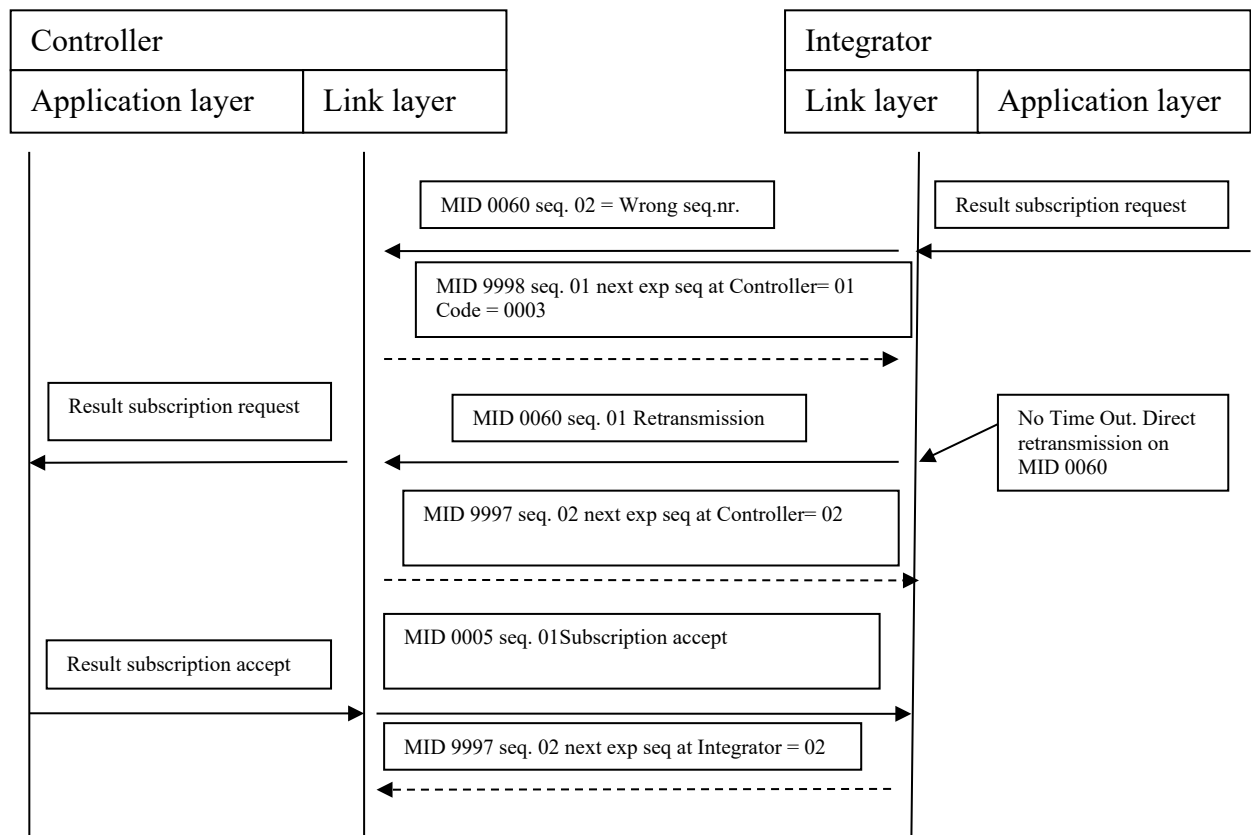 Controller
Integrator
Application layer
Link layer
Link layer
Application layer
MID 0060 seq. 02 = Wrong seq.nr.
Result subscription request
MID 9998 seq. 01 next exp seq at Controller= 01
Code = 0003
Result subscription request
MID 0060 seq. 01 Retransmission
No Time Out. Direct
retransmission on
MID 0060
MID 9997 seq. 02 next exp seq at Controller= 02
MID 0005 seq. 01Subscription accept
Result subscription accept
MID 9997 seq. 02 next exp seq at Integrator = 02